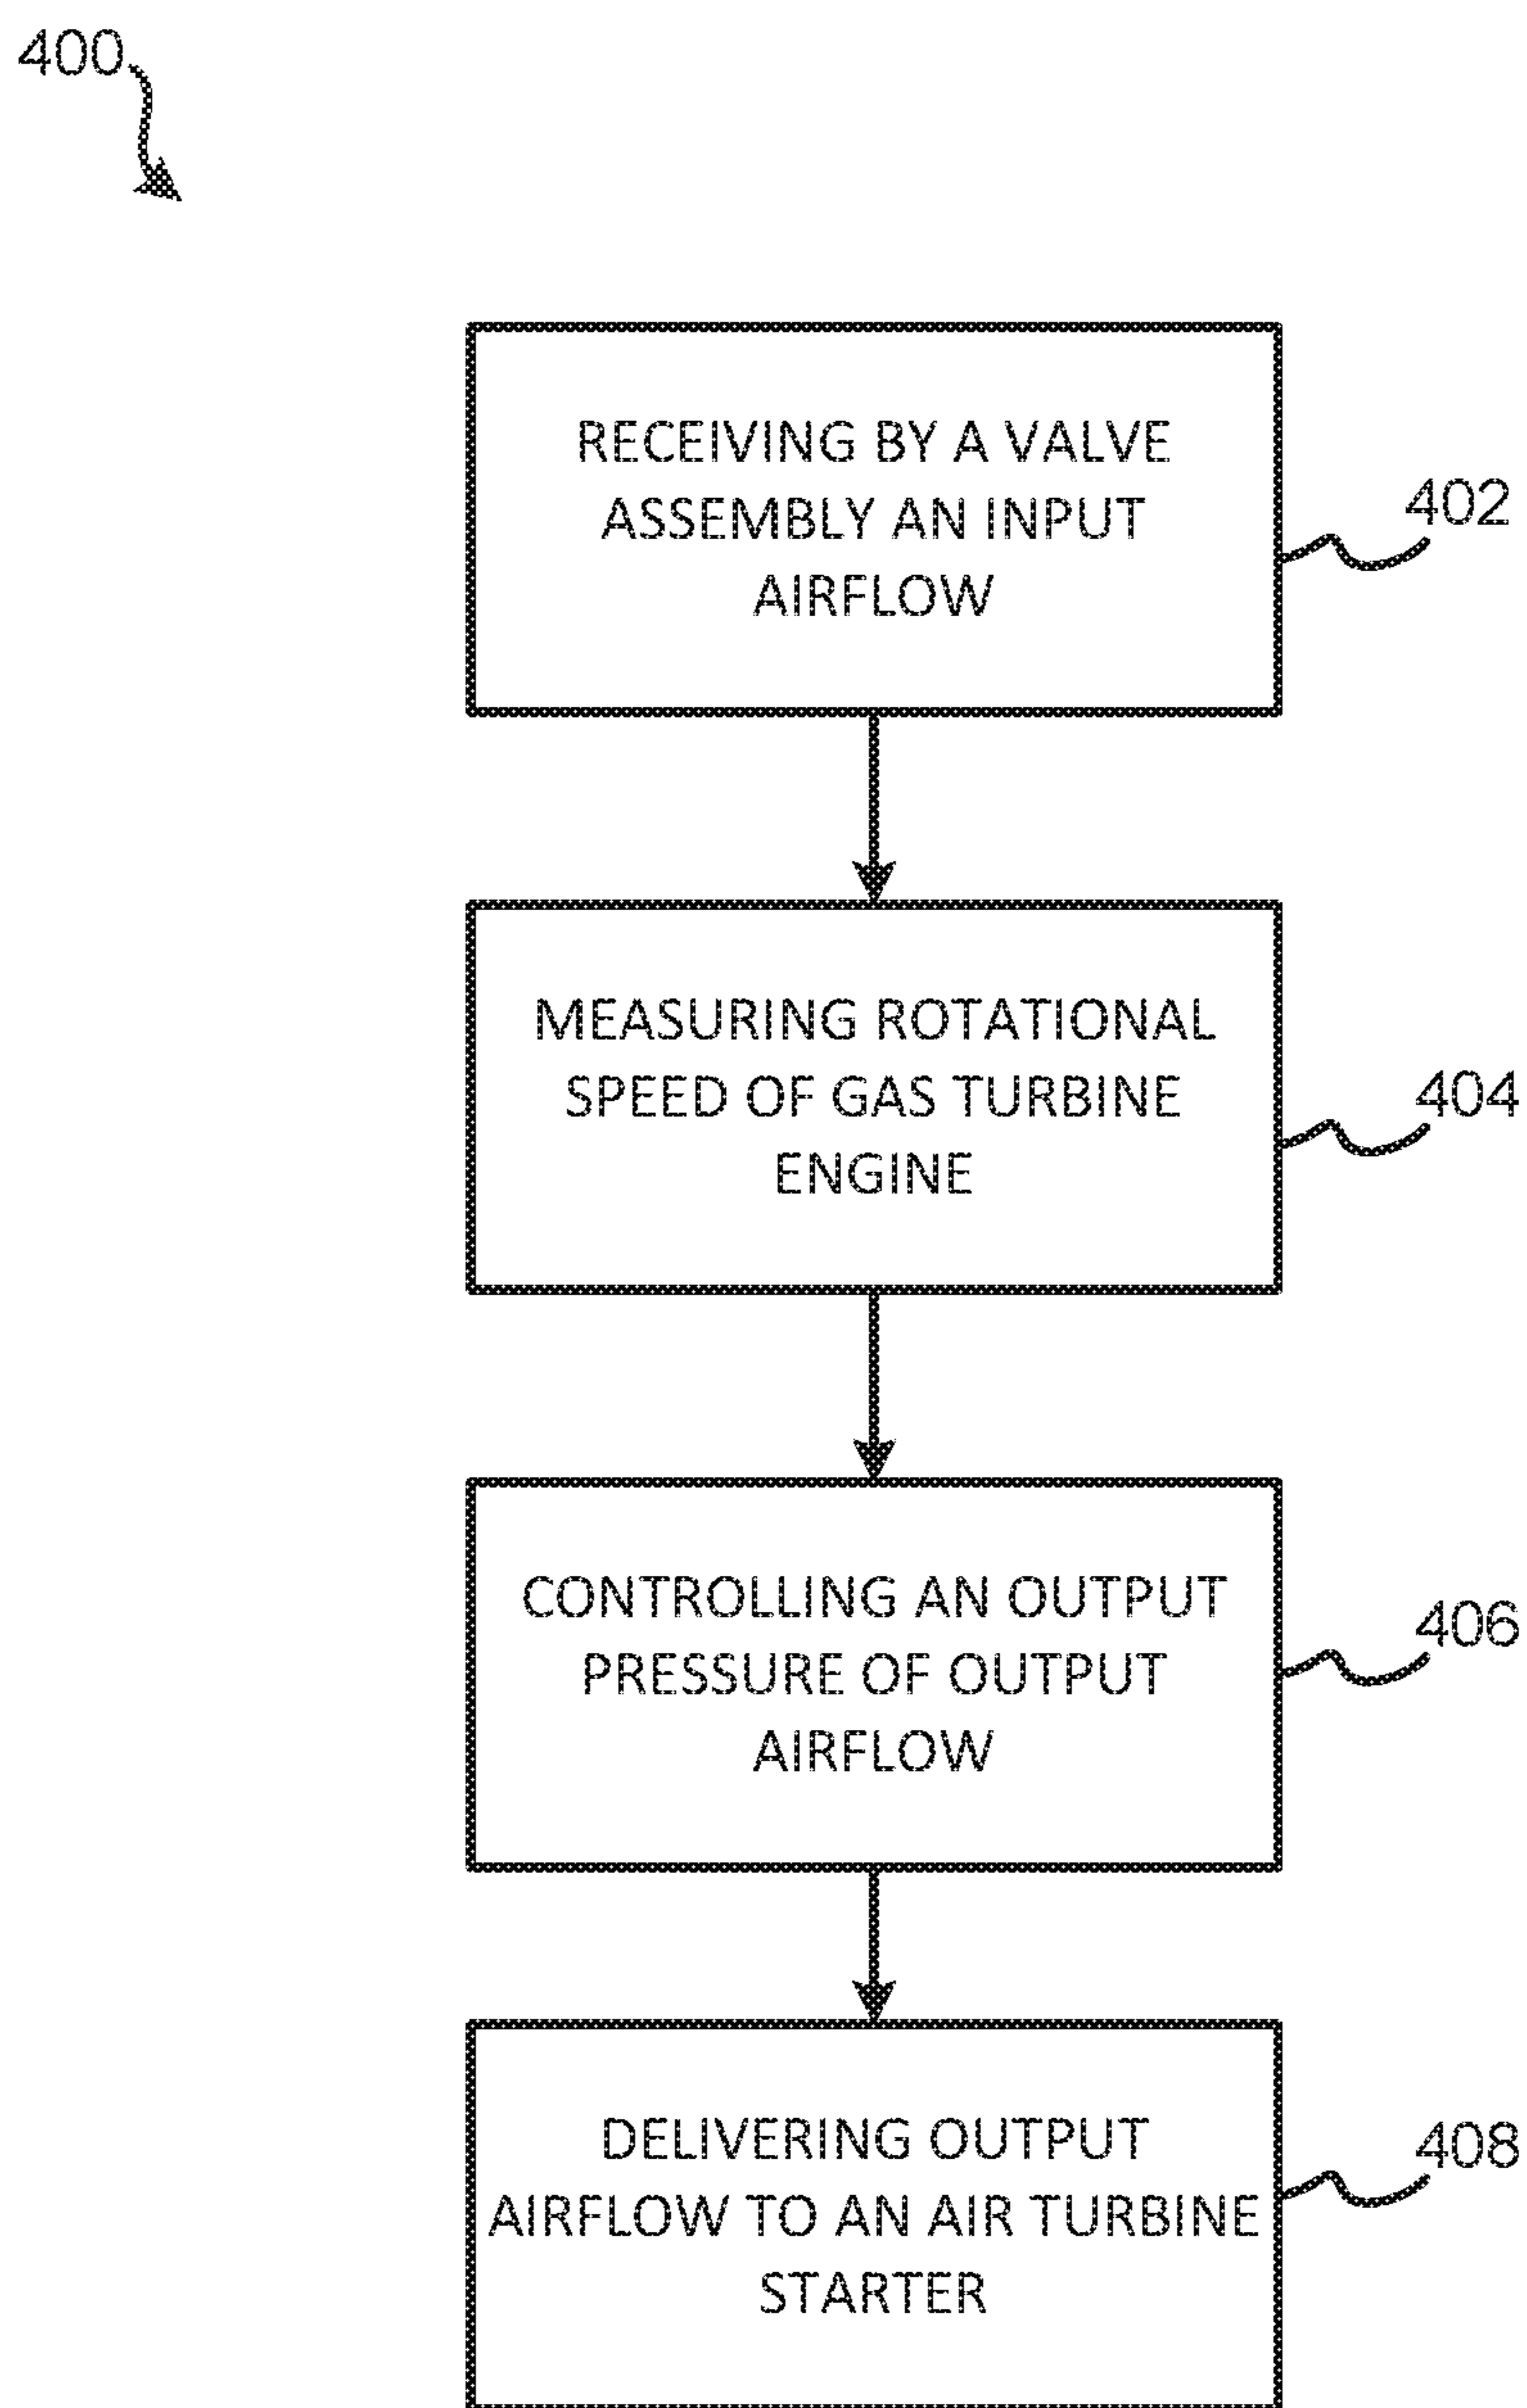 400
RECEIVING BY A VALVE
ASSEMBLY AN INPUT
AIRFLOW
402
MEASURING ROTATIONAL
SPEED OF GAS TURBINE
ENGINE
404
CONTROLLING AN OUTPUT
PRESSURE OF OUTPUT
AIRFLOW
406
DELIVERING OUTPUT
AIRFLOW TO AN AIR TURBINE
STARTER
408